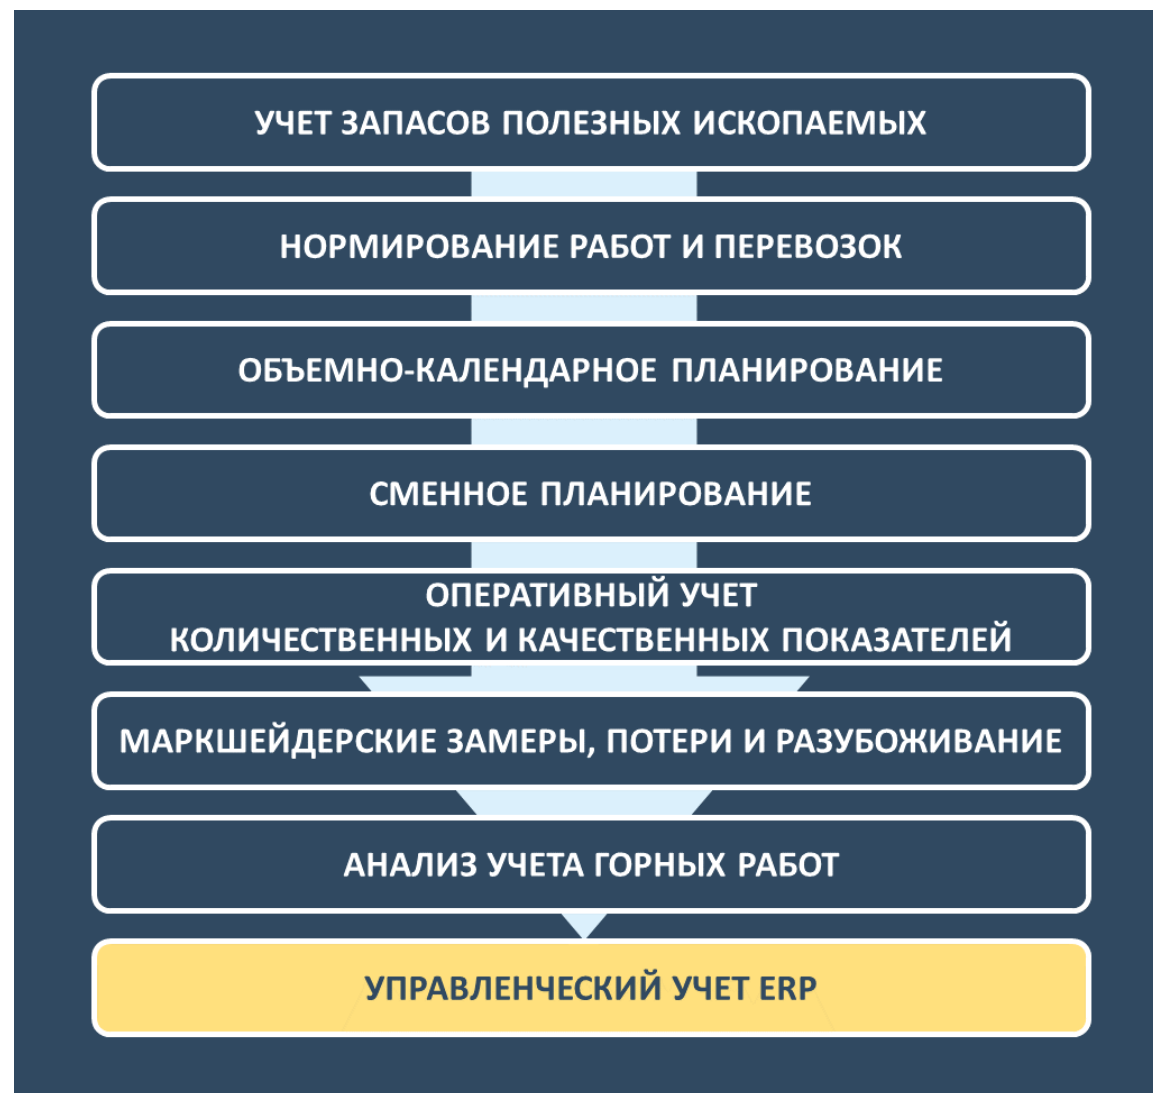 УЧЕТ ЗАПАСОВ ПОЛЕЗНЫХ ИСКОПАЕМЫХ
НОРМИРОВАНИЕ РАБОТ И ПЕРЕВОЗОК
ОБЪЕМНО-КАЛЕНДАРНОЕ ПЛАНИРОВАНИЕ
СМЕННОЕ ПЛАНИРОВАНИЕ
ОПЕРАТИВНЫЙ УЧЕТ
КОЛИЧЕСТВЕННЫХ И КАЧЕСТВЕННЫХ ПОКАЗАТЕЛЕЙ
МАРКШЕЙДЕРСКИЕ ЗАМЕРЫ, ПОТЕРИ И РАЗУБОЖИВАНИЕ
АНАЛИЗ УЧЕТА ГОРНЫХ РАБОТ
УПРАВЛЕНЧЕСКИЙ УЧЕТ ERP